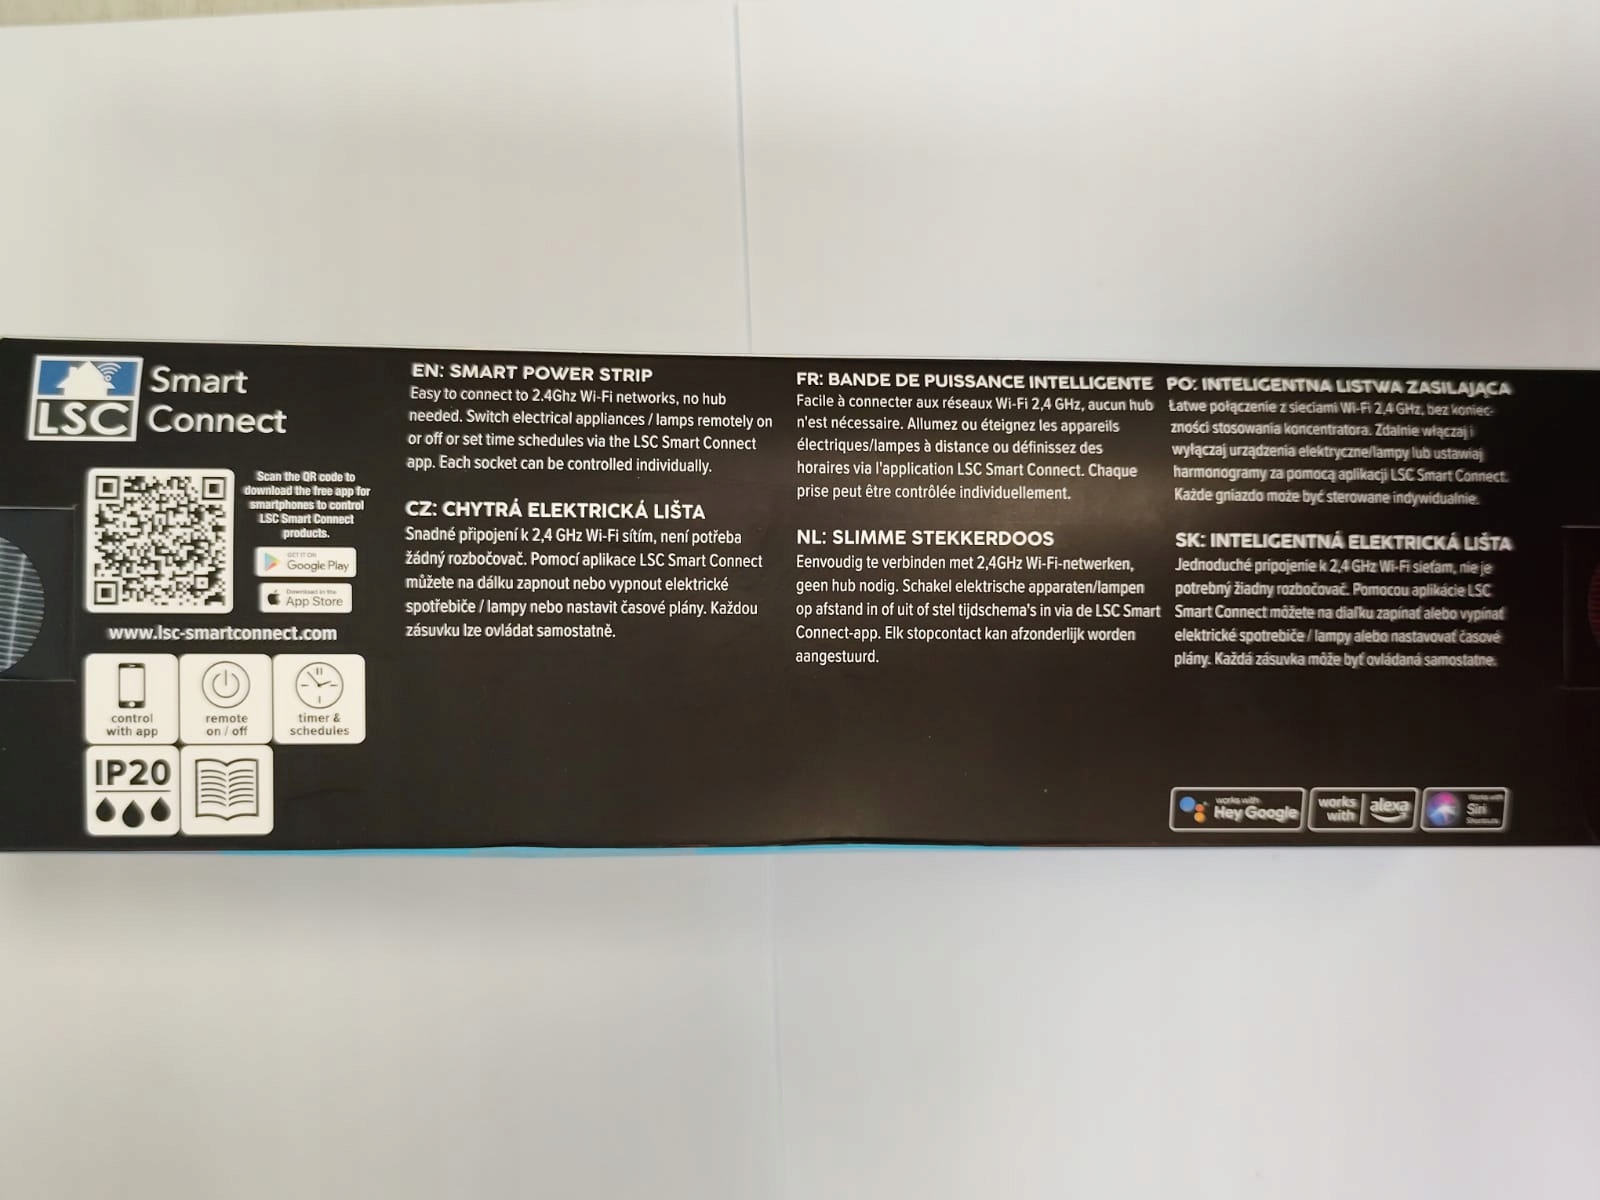 LSC
Smart
Connect
Scan the QR code to
download the free app for
smartphones to control
LSC Smart Connect
products.
GET IT ON
Google Play
Download on the
App Store
www.lsc-smartconnect.com
control
with app
remote
on / off
timer &
schedules
IP20
EN: SMART POWER STRIP
Easy to connect to 2.4Ghz Wi-Fi networks, no hub
needed. Switch electrical appliances / lamps remotely on
or off or set time schedules via the LSC Smart Connect
app. Each socket can be controlled individually.
CZ: CHYTRÁ ELEKTRICKÁ LIŠTA
Snadné připojení k 2,4 GHz Wi-Fi sítím, není potřeba
žádný rozbočovač. Pomocí aplikace LSC Smart Connect
můžete na dálku zapnout nebo vypnout elektrické
spotřebiče / lampy nebo nastavit časové plány. Každou
zásuvku lze ovládat samostatně.
FR: BANDE DE PUISSANCE INTELLIGENTE
Facile à connecter aux réseaux Wi-Fi 2,4 GHz, aucun hub
n'est nécessaire. Allumez ou éteignez les appareils
électriques/lampes à distance ou définissez des
horaires via l'application LSC Smart Connect. Chaque
prise peut être contrôlée individuellement.
NL: SLIMME STEKKERDOOS
Eenvoudig te verbinden met 2,4GHz Wi-Fi-netwerken,
geen hub nodig. Schakel elektrische apparaten/lampen
op afstand in of uit of stel tijdschema's in via de LSC Smart
Connect-app. Elk stopcontact kan afzonderlijk worden
aangestuurd.
PO: INTELIGENTNA LISTWA ZASILAJĄCA
Łatwe połączenie z sieciami Wi-Fi 2,4 GHz, bez koniec-
zności stosowania koncentratora. Zdalnie włączaj i
wyłączaj urządzenia elektryczne/lampy lub ustawiaj
harmonogramy za pomocą aplikacji LSC Smart Connect.
Każde gniazdo może być sterowane indywidualnie.
SK: INTELIGENTNÁ ELEKTRICKÁ LIŠTA
Jednoduché pripojenie k 2,4 GHz Wi-Fi sieťam, nie je
potrebný žiadny rozbočovač. Pomocou aplikácie LSC
Smart Connect môžete na diaľku zapínať alebo vypínať
elektrické spotrebiče / lampy alebo nastavovať časové
plány. Každá zásuvka môže byť ovládaná samostatne.
works with
Hey Google
works
with
alexa
Works with
Siri
Shortcuts